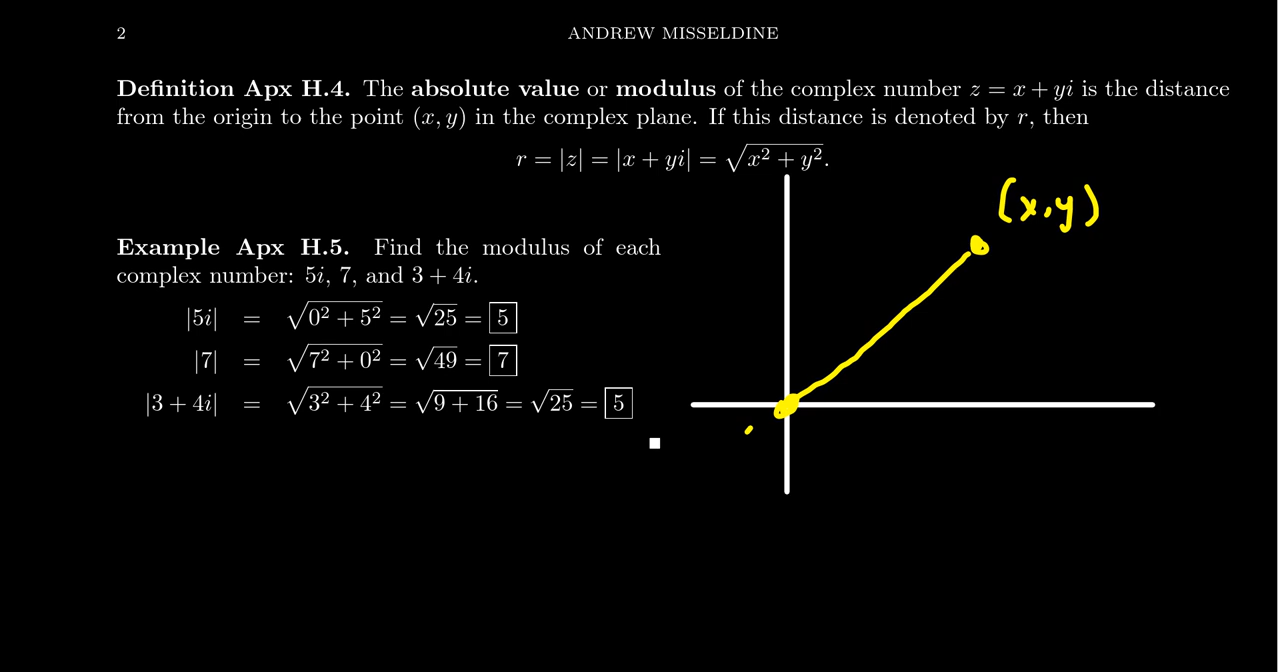 2 ANDREW MISSELDINE
Definition Apx H.4. The absolute value or modulus of the complex number z = x + yi is the distance
from the origin to the point (x, y) in the complex plane. If this distance is denoted by r, then
r = |z| = |x + yi| = √(x² + y²).
(x,y)
Example Apx H.5. Find the modulus of each
complex number: 5i, 7, and 3 + 4i.
|5i| = √(0² + 5²) = √25 = 5
|7| = √(7² + 0²) = √49 = 7
|3 + 4i| = √(3² + 4²) = √(9 + 16) = √25 = 5